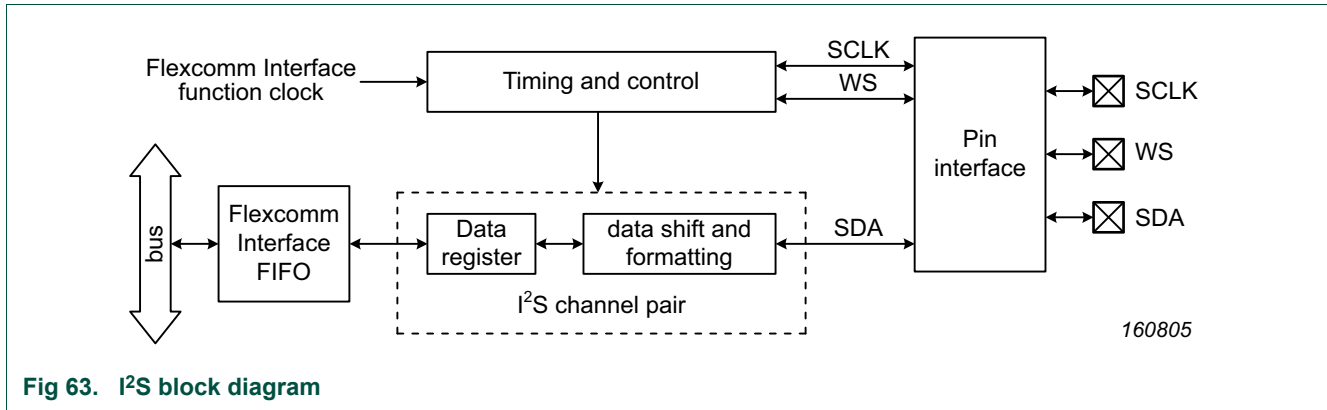 Flexcomm Interface
function clock
Timing and control
SCLK
WS
Pin
interface
SCLK
WS
SDA
bus
Flexcomm
Interface
FIFO
Data
register
data shift and
formatting
SDA
I²S channel pair
160805
Fig 63. I²S block diagram